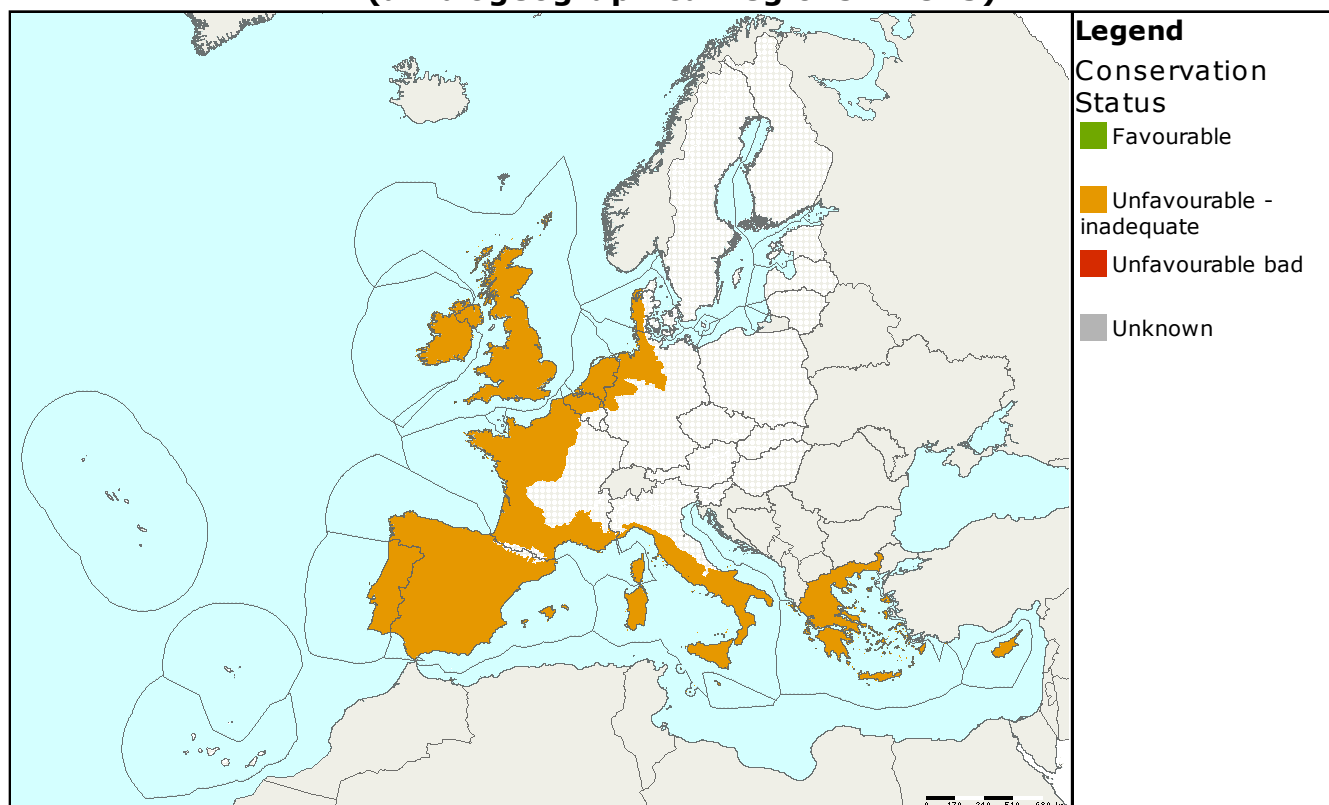 Legend
Conservation
Status
Favourable
Unfavourable -
inadequate
Unfavourable bad
Unknown